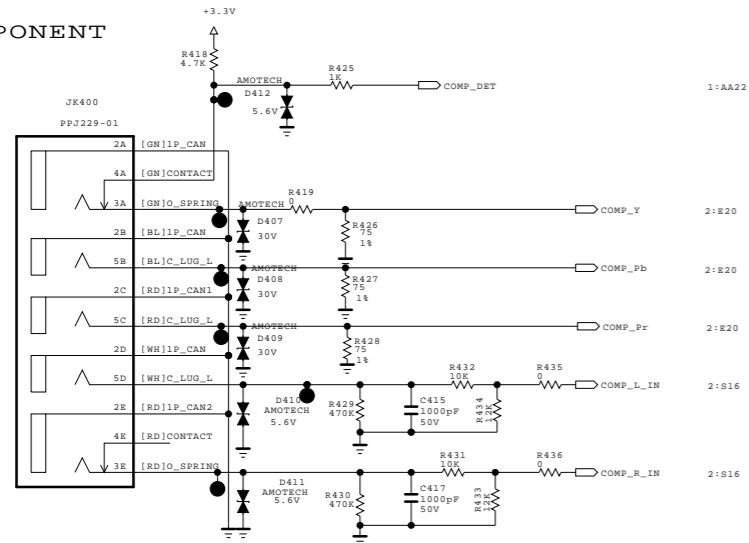 +3.3V
PONENT
R418
4.7K
AMOTECH
R425
1K
COMP_DET
1:AA22
D412
5.6V
JK400
PPJ229-01
2A [GN]1P_CAN
4A [GN]CONTACT
3A [GN]O_SPRING
AMOTECH
R419
0
COMP_Y
2:E20
D407
30V
R426
75
1%
2B [BL]1P_CAN
5B [BL]C_LUG_L
AMOTECH
COMP_Pb
2:E20
D408
30V
R427
75
1%
2C [RD]1P_CAN1
5C [RD]C_LUG_L
AMOTECH
COMP_Pr
2:E20
D409
30V
R428
75
1%
2D [WH]1P_CAN
5D [WH]C_LUG_L
R432
10K
R435
0
COMP_L_IN
2:S16
D410
AMOTECH
5.6V
R429
470K
C415
1000pF
50V
R434
12K
2E [RD]1P_CAN2
4E [RD]CONTACT
3E [RD]O_SPRING
R431
10K
R436
0
COMP_R_IN
2:S16
D411
AMOTECH
5.6V
R430
470K
C417
1000pF
50V
R433
12K